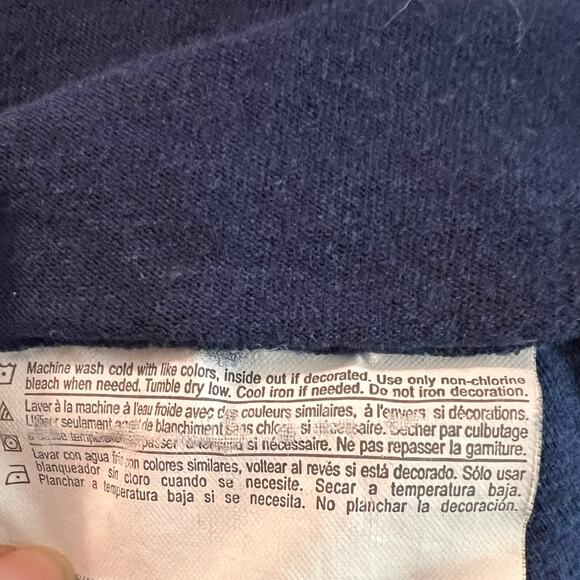 Machine wash cold with like colors, inside out if decorated. Use only non-chlorine
bleach when needed. Tumble dry low. Cool iron if needed. Do not iron decoration.
Laver à la machine à l'eau froide avec des couleurs similaires, à l'envers si décorations.
Utiliser seulement de blanchiment sans chlore, si nécessaire. Sécher par culbutage
à basse température si nécessaire. Ne pas repasser la garniture.
Lavar con agua fría con colores similares, voltear al revés si está decorado. Sólo usar
blanqueador sin cloro cuando se necesite. Secar a temperatura baja.
Planchar a temperatura baja si se necesita. No planchar la decoración.